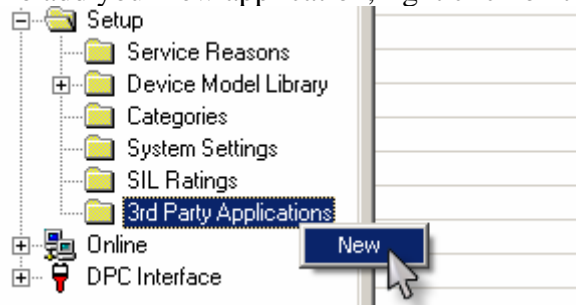 Setup
Service Reasons
Device Model Library
Categories
System Settings
SIL Ratings
3rd Party Applications
New
Online
DPC Interface